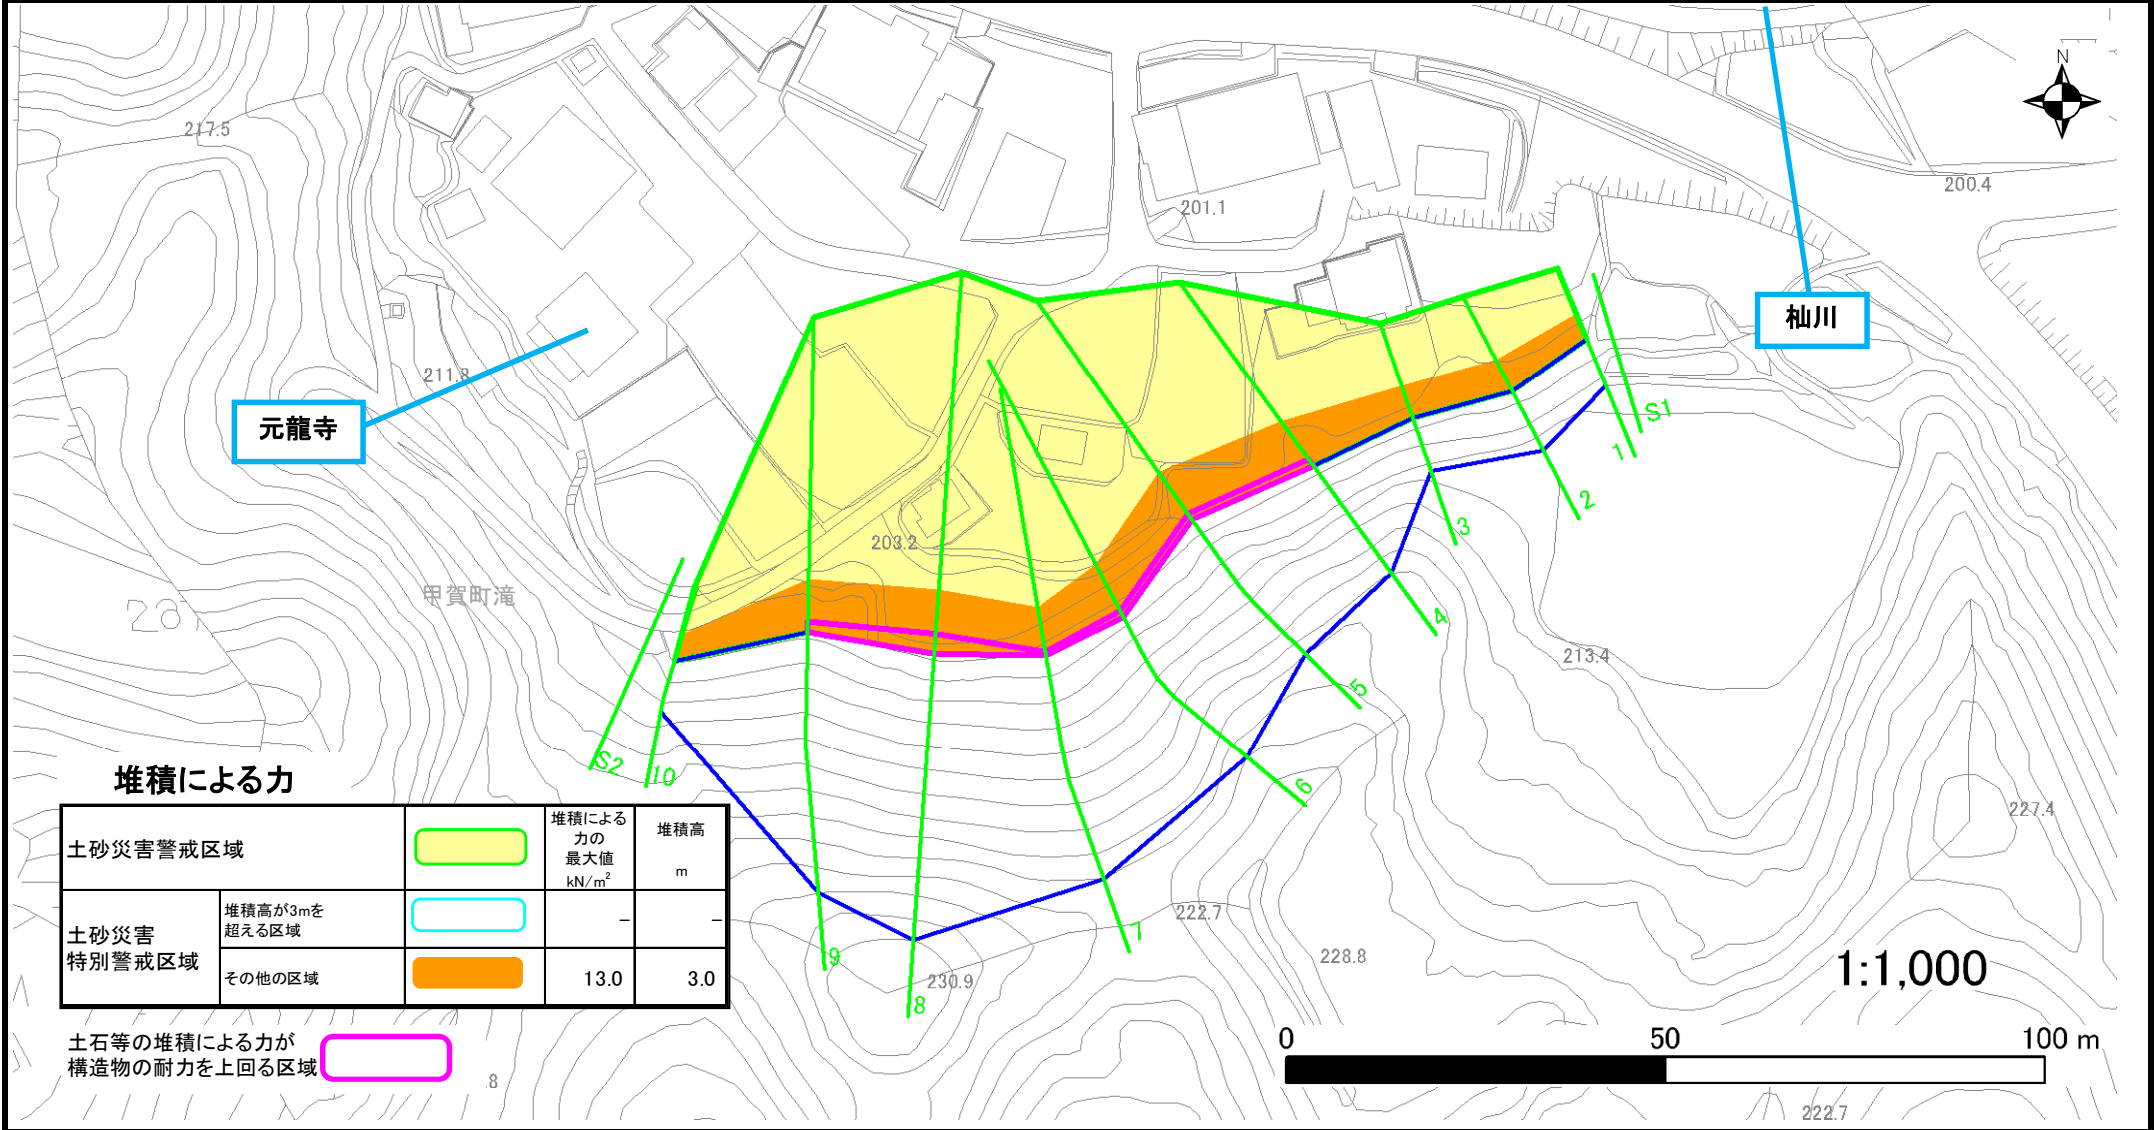 N
217.5
200.4
201.1
杣川
211.8
元龍寺
S1
1
2
3
203.2
甲賀町滝
4
213.4
5
S2
10
6
堆積による力
227.4
土砂災害警戒区域
堆積による
力の
最大値
kN/m²
堆積高
m
土砂災害
特別警戒区域
堆積高が3mを
超える区域
–
–
その他の区域
13.0
3.0
222.7
7
9
228.8
230.9
8
1:1,000
土石等の堆積による力が
構造物の耐力を上回る区域
0
50
100 m
222.7